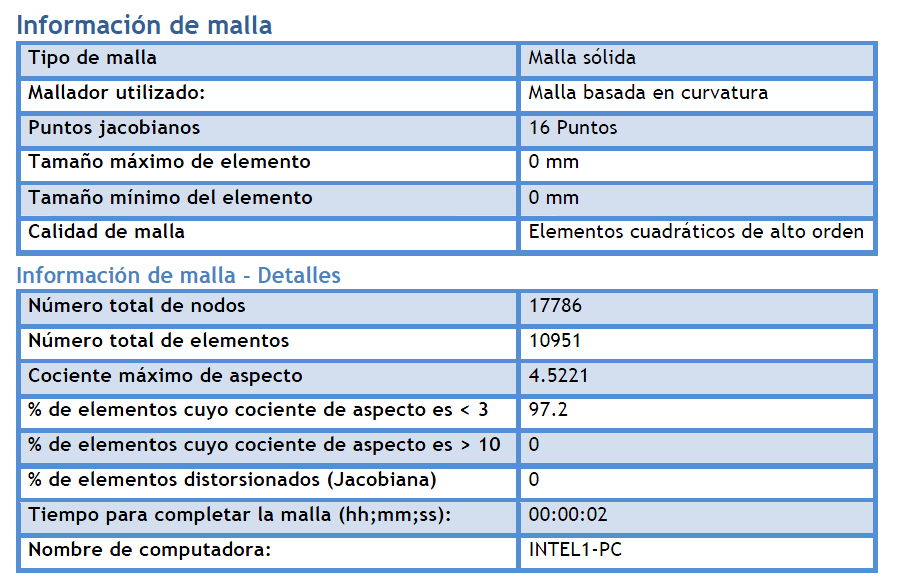 Información de malla
Tipo de malla Malla sólida
Mallador utilizado: Malla basada en curvatura
Puntos jacobianos 16 Puntos
Tamaño máximo de elemento 0 mm
Tamaño mínimo del elemento 0 mm
Calidad de malla Elementos cuadráticos de alto orden
Información de malla - Detalles
Número total de nodos 17786
Número total de elementos 10951
Cociente máximo de aspecto 4.5221
% de elementos cuyo cociente de aspecto es < 3 97.2
% de elementos cuyo cociente de aspecto es > 10 0
% de elementos distorsionados (Jacobiana) 0
Tiempo para completar la malla (hh;mm;ss): 00:00:02
Nombre de computadora: INTEL1-PC